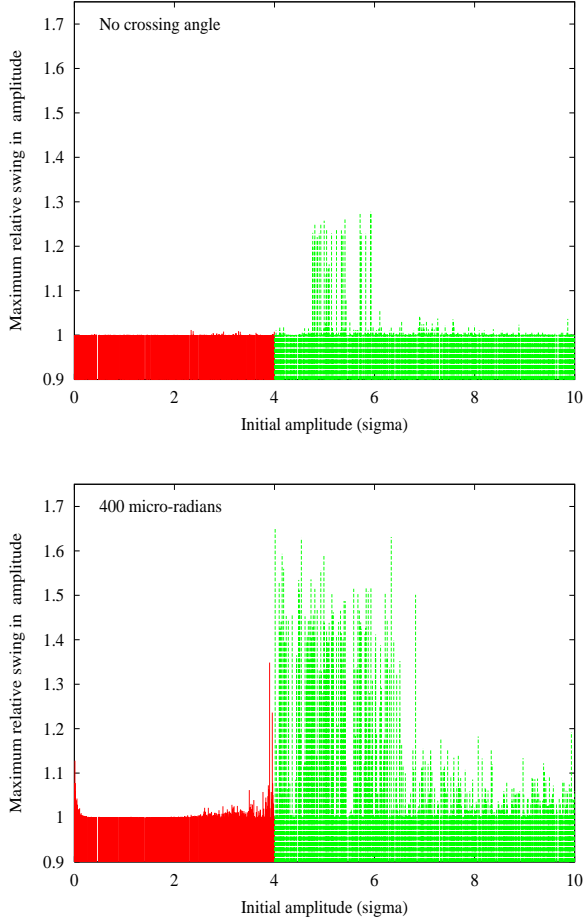 1.7
No crossing angle
1.6
1.5
1.4
1.3
1.2
1.1
1
0.9
Maximum relative swing in  amplitude
0 2 4 6 8 10
Initial amplitude (sigma)
1.7
400 micro-radians
1.6
1.5
1.4
1.3
1.2
1.1
1
0.9
Maximum relative swing in  amplitude
0 2 4 6 8 10
Initial amplitude (sigma)